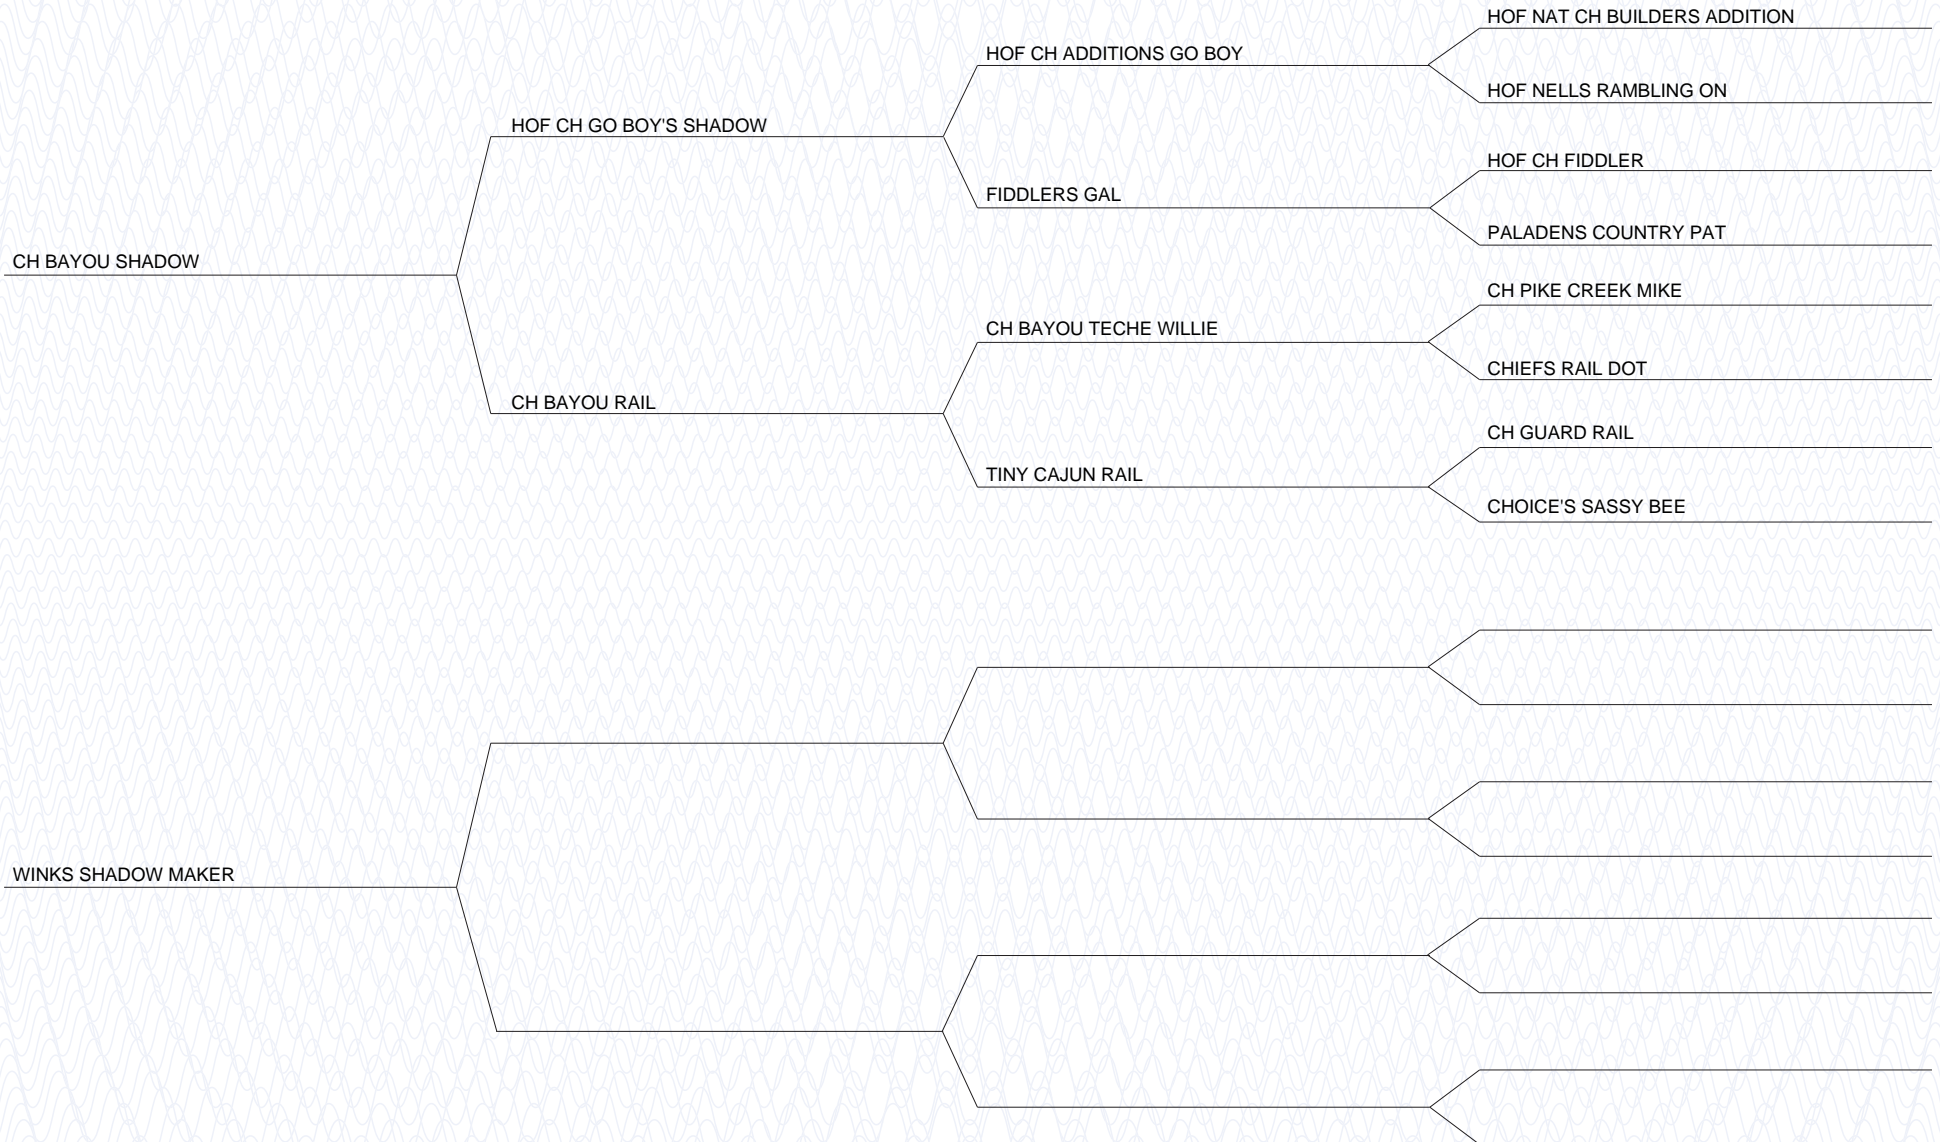 HOF NAT CH BUILDERS ADDITION
HOF CH ADDITIONS GO BOY
HOF NELLS RAMBLING ON
HOF CH GO BOY'S SHADOW
HOF CH FIDDLER
FIDDLERS GAL
PALADENS COUNTRY PAT
CH BAYOU SHADOW
CH PIKE CREEK MIKE
CH BAYOU TECHE WILLIE
CHIEFS RAIL DOT
CH BAYOU RAIL
CH GUARD RAIL
TINY CAJUN RAIL
CHOICE'S SASSY BEE
WINKS SHADOW MAKER